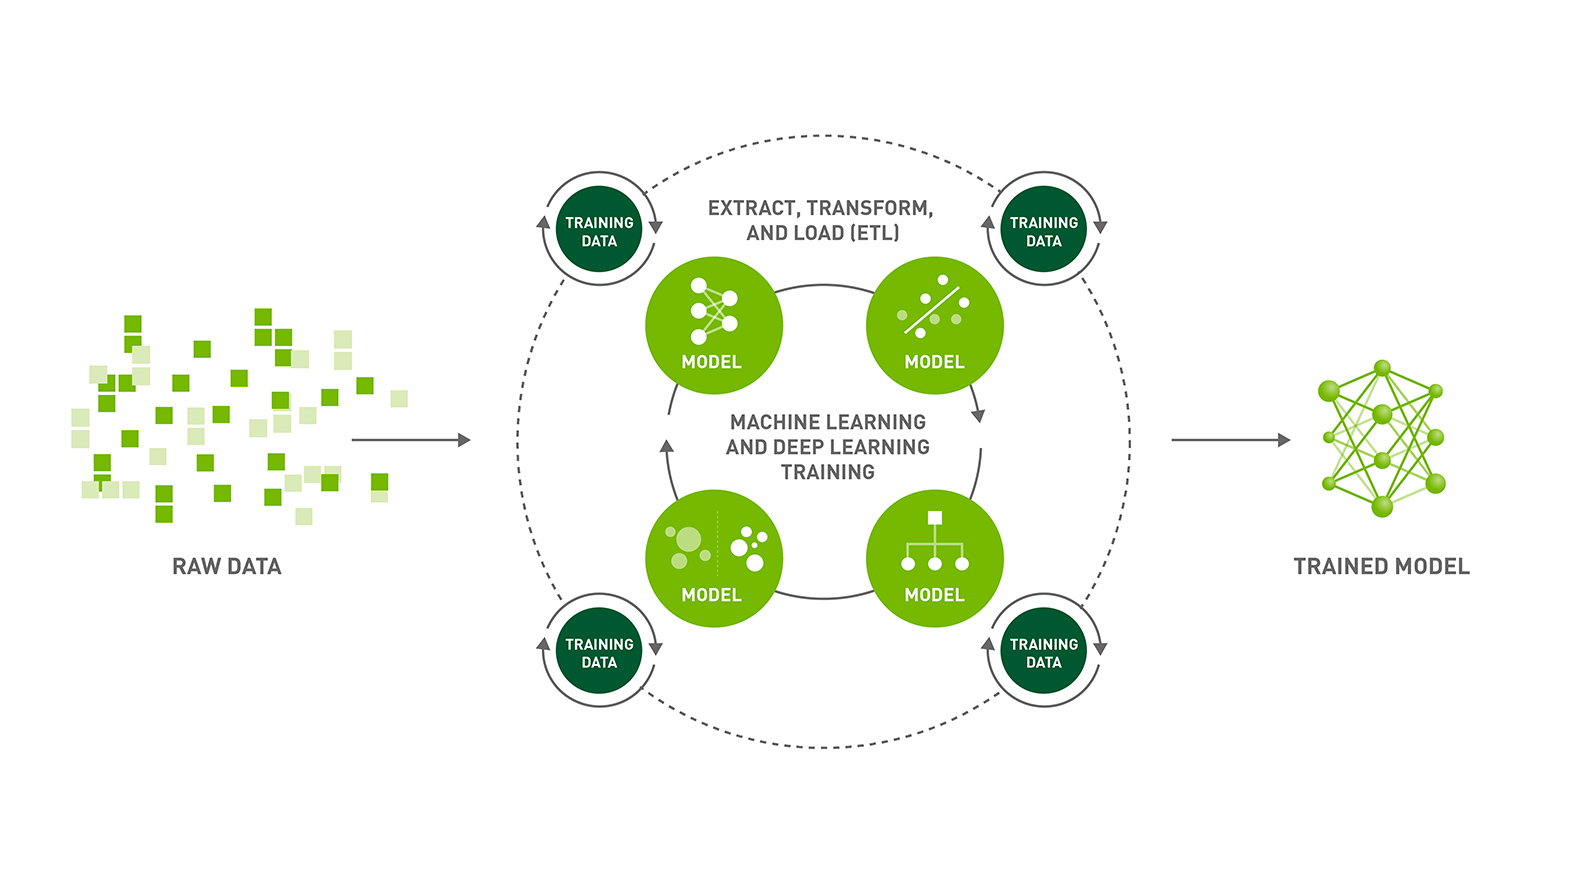 TRAINING
DATA
EXTRACT, TRANSFORM,
AND LOAD (ETL)
TRAINING
DATA
MODEL
MODEL
MACHINE LEARNING
AND DEEP LEARNING
TRAINING
RAW DATA
TRAINED MODEL
MODEL
MODEL
TRAINING
DATA
TRAINING
DATA